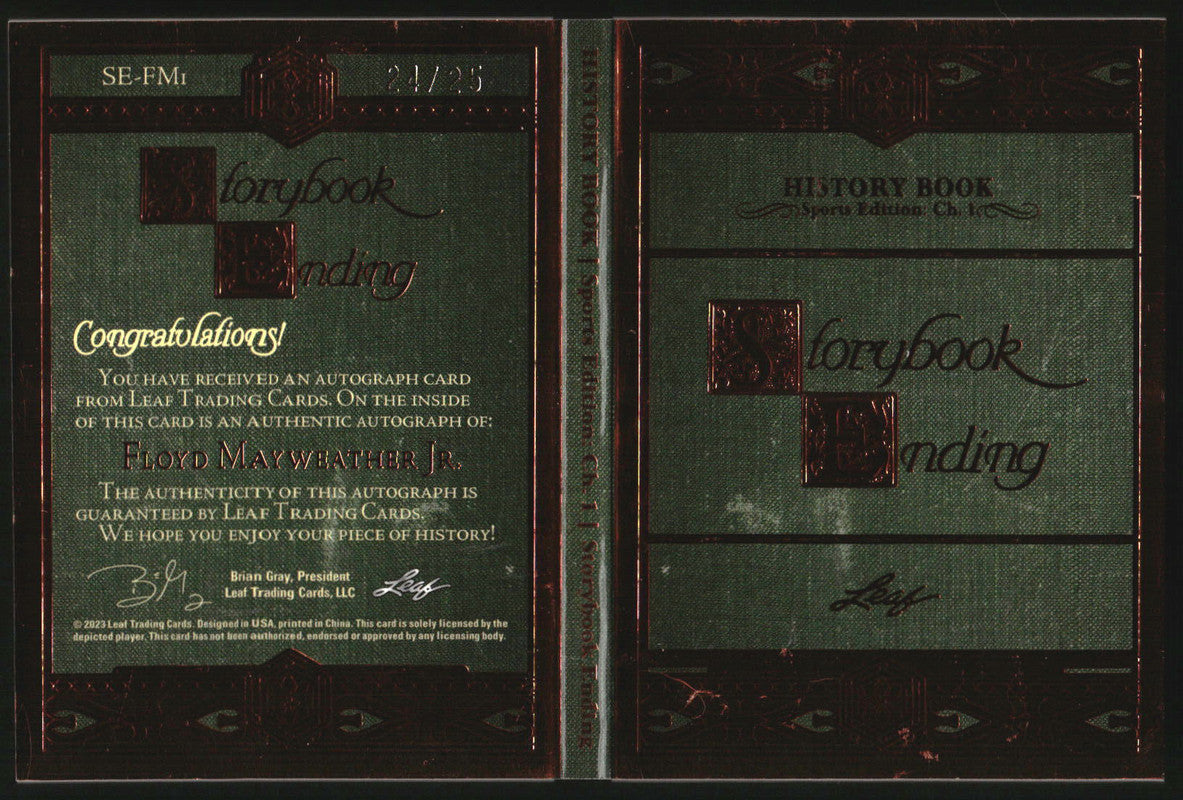 SE-FM1
24/25
Storybook
Ending
Congratulations!
YOU HAVE RECEIVED AN AUTOGRAPH CARD
FROM LEAF TRADING CARDS. ON THE INSIDE
OF THIS CARD IS AN AUTHENTIC AUTOGRAPH OF:
FLOYD MAYWEATHER JR.
THE AUTHENTICITY OF THIS AUTOGRAPH IS
GUARANTEED BY LEAF TRADING CARDS.
WE HOPE YOU ENJOY YOUR PIECE OF HISTORY!
Brian Gray, President
Leaf Trading Cards, LLC
Leaf
© 2023 Leaf Trading Cards. Designed in USA, printed in China. This card is solely licensed by the
depicted player. This card has not been authorized, endorsed or approved by any licensing body.
HISTORY BOOK | Sports Edition: Ch. 1 | Storybook Ending
HISTORY BOOK
Sports Edition: Ch. 1
Storybook
Ending
Leaf